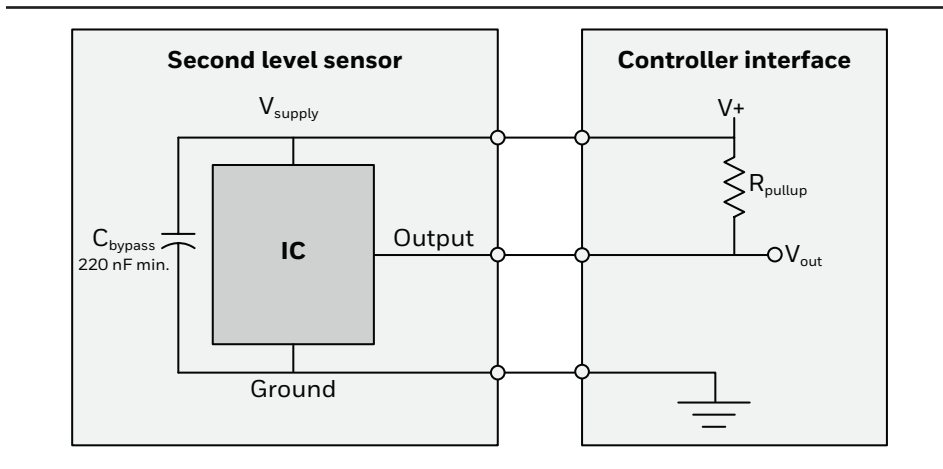 Second level sensor
Controller interface
Vsupply
V+
Rpullup
Cbypass
220 nF min.
IC
Output
Vout
Ground